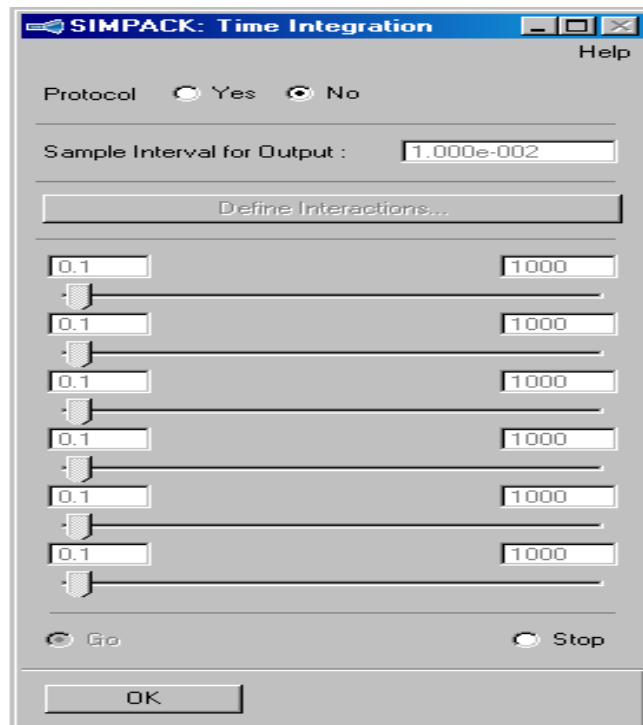 SIMPACK: Time Integration
Help
Protocol Yes No
Sample Interval for Output : 1.000e-002
Define Interactions...
0.1 1000
0.1 1000
0.1 1000
0.1 1000
0.1 1000
0.1 1000
Go Stop
OK